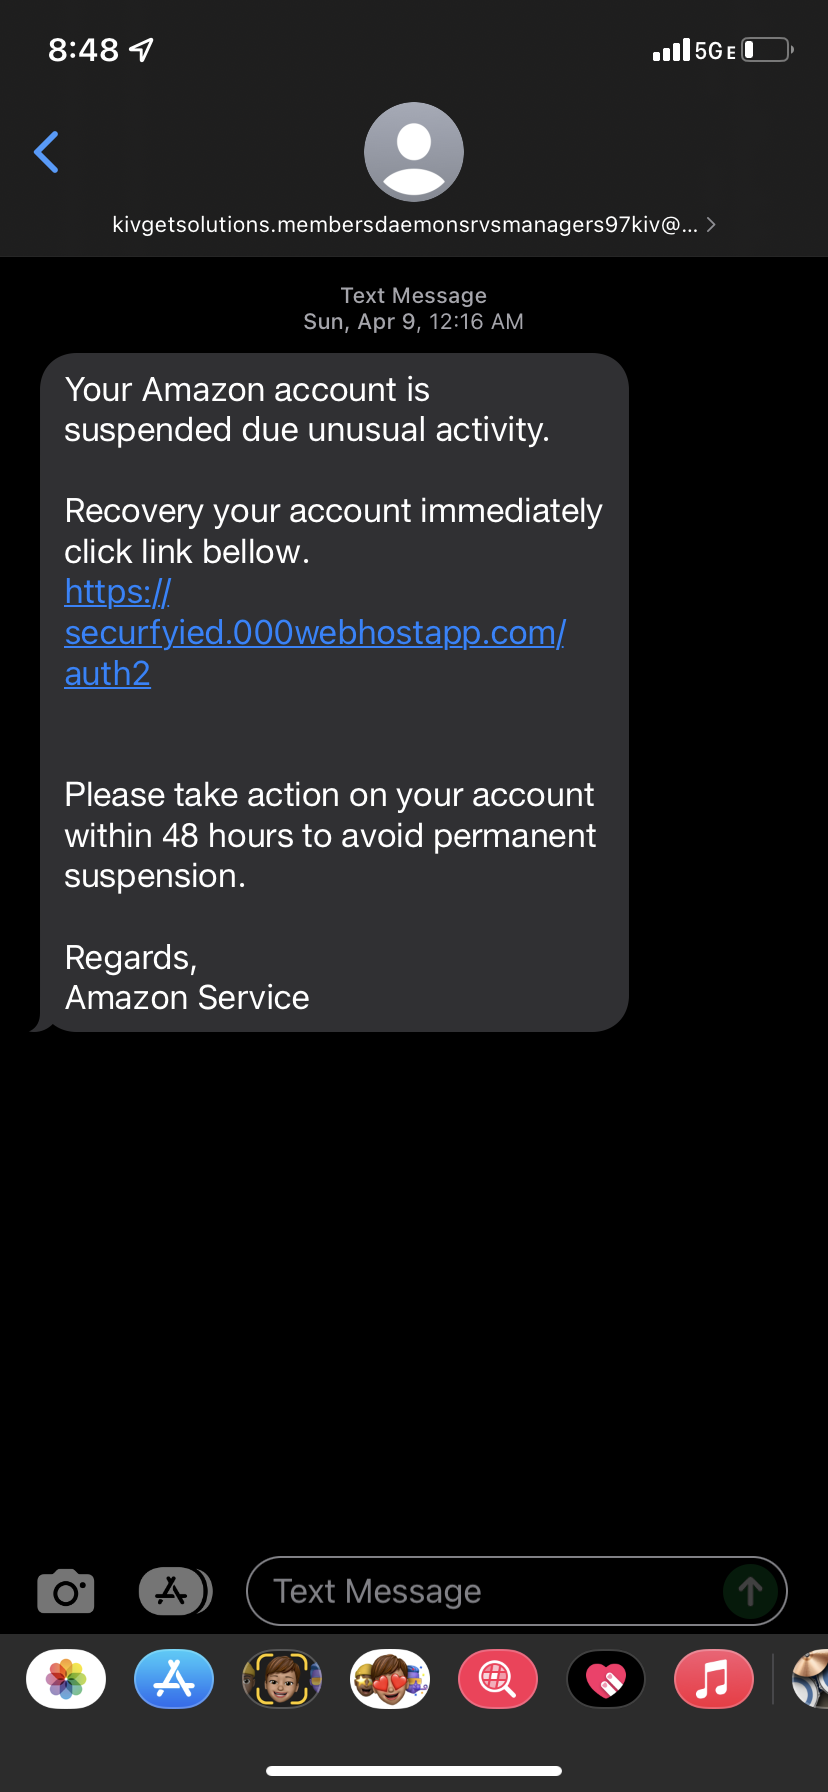 8:48
5G E
kivgetsolutions.membersdaemonsrvsmanagers97kiv@...
Text Message
Sun, Apr 9, 12:16 AM
Your Amazon account is
suspended due unusual activity.
Recovery your account immediately
click link bellow.
https://
securfyied.000webhostapp.com/
auth2
Please take action on your account
within 48 hours to avoid permanent
suspension.
Regards,
Amazon Service
Text Message